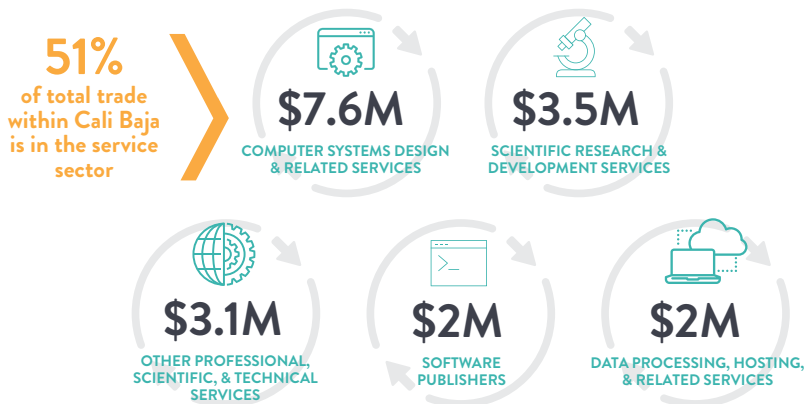 51%
of total trade
within Cali Baja
is in the service
sector
$7.6M
COMPUTER SYSTEMS DESIGN
& RELATED SERVICES
$3.5M
SCIENTIFIC RESEARCH &
DEVELOPMENT SERVICES
$3.1M
OTHER PROFESSIONAL,
SCIENTIFIC, & TECHNICAL
SERVICES
$2M
SOFTWARE
PUBLISHERS
$2M
DATA PROCESSING, HOSTING,
& RELATED SERVICES